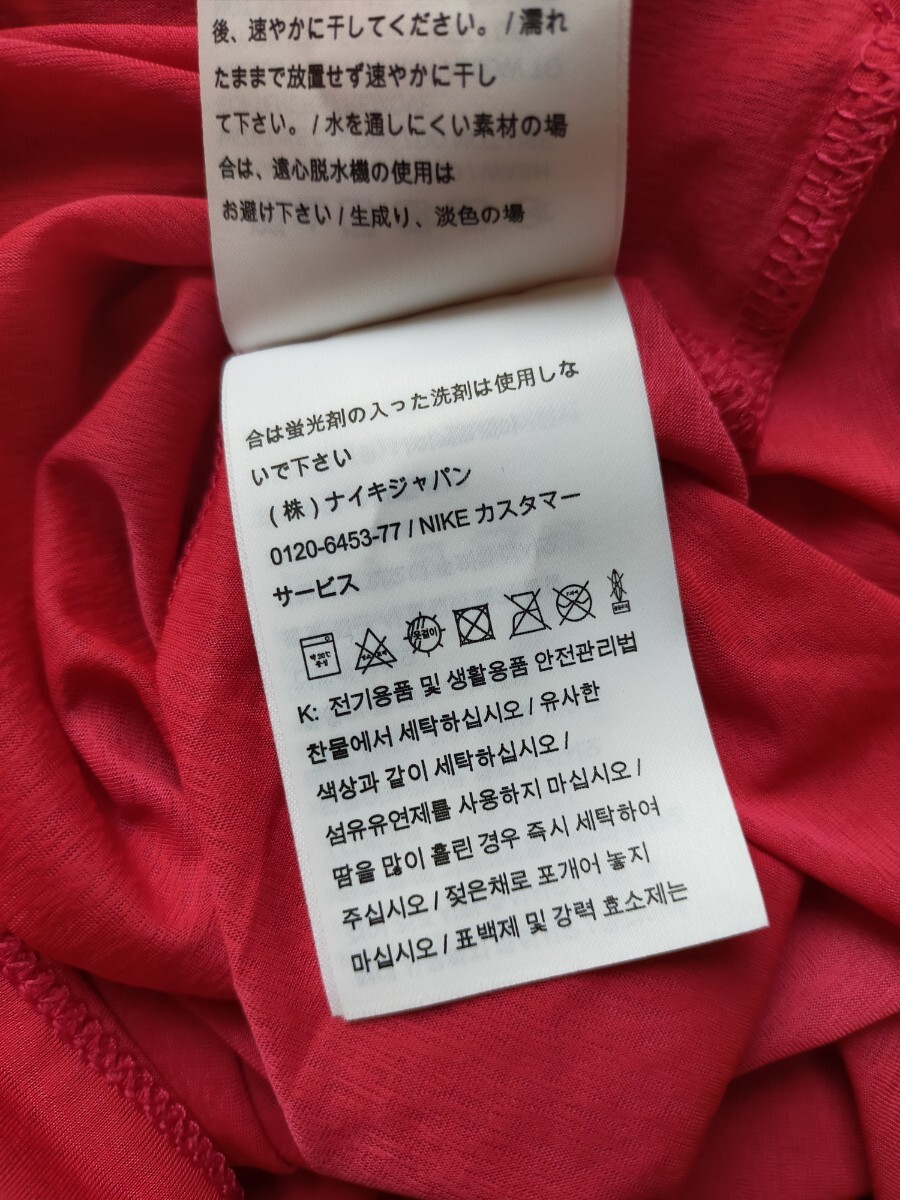 後、速やかに干してください。/ 濡れ
たままで放置せず速やかに干し
て下さい。/ 水を通しにくい素材の場
合は、遠心脱水機の使用は
お避け下さい / 生成り、淡色の場
合は蛍光剤の入った洗剤は使用しな
いで下さい
(株)ナイキジャパン
0120-6453-77 / NIKE カスタマー
サービス
약 30℃
중성
옷걸이
K: 전기용품 및 생활용품 안전관리법
찬물에서 세탁하십시오 / 유사한
색상과 같이 세탁하십시오 /
섬유유연제를 사용하지 마십시오 /
땀을 많이 흘린 경우 즉시 세탁하여
주십시오 / 젖은채로 포개어 놓지
마십시오 / 표백제 및 강력 효소제는